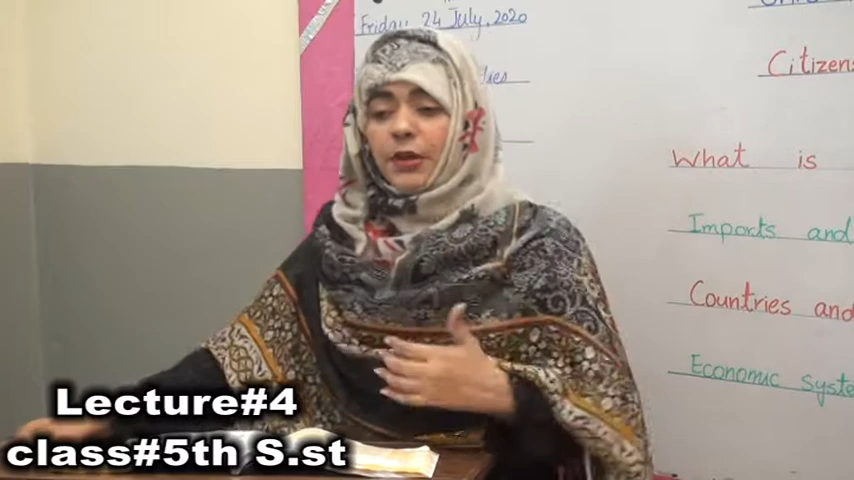 Friday, 24 July, 2020
Citizens
What is
Imports and
Countries and
Economic Syste
Lecture#4
class#5th S.st